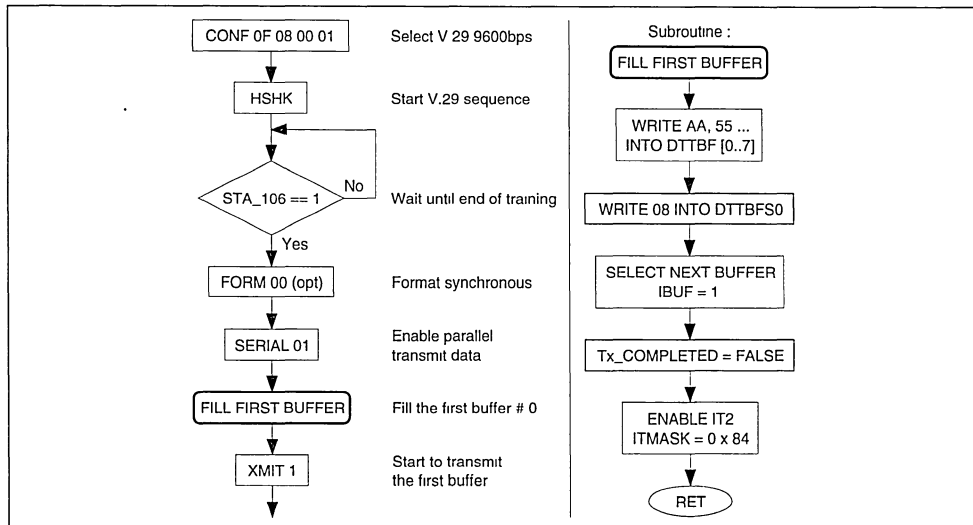 CONF 0F 08 00 01
Select V 29 9600bps
HSHK
Start V.29 sequence
STA_106 == 1
No
Wait until end of training
Yes
FORM 00 (opt)
Format synchronous
SERIAL 01
Enable parallel
transmit data
FILL FIRST BUFFER
Fill the first buffer # 0
XMIT 1
Start to transmit
the first buffer
Subroutine :
FILL FIRST BUFFER
WRITE AA, 55 ...
INTO DTTBF [0..7]
WRITE 08 INTO DTTBFS0
SELECT NEXT BUFFER
IBUF = 1
Tx_COMPLETED = FALSE
ENABLE IT2
ITMASK = 0 x 84
RET